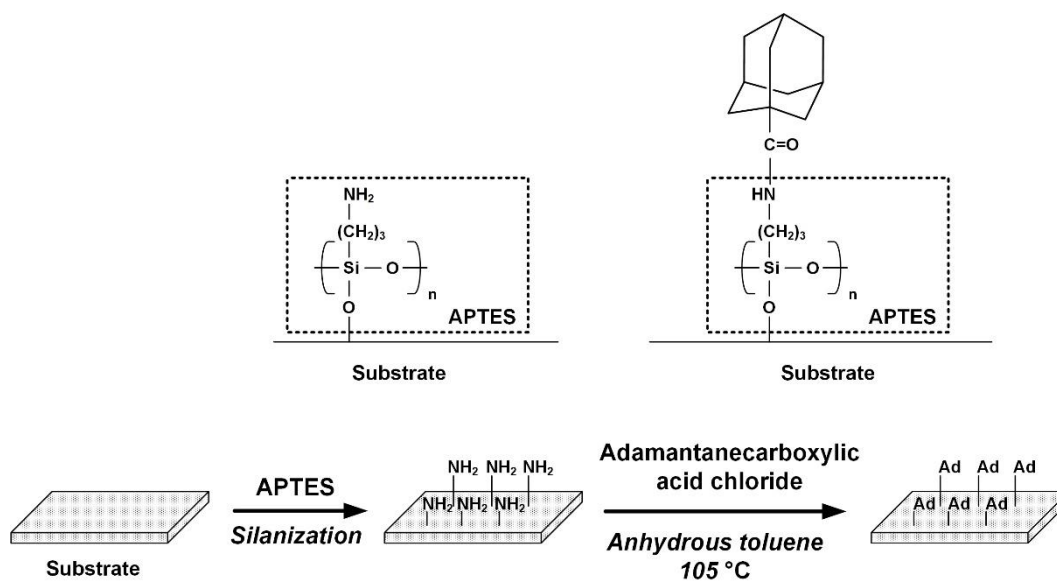 C=O
NH₂
(CH₂)₃
Si
O
n
O
APTES
Substrate
HN
(CH₂)₃
Si
O
n
O
APTES
Substrate
Substrate
APTES
Silanization
NH₂ NH₂ NH₂
NH₂ NH₂ NH₂
Adamantanecarboxylic
acid chloride
Anhydrous toluene
105 °C
Ad Ad Ad
Ad Ad Ad